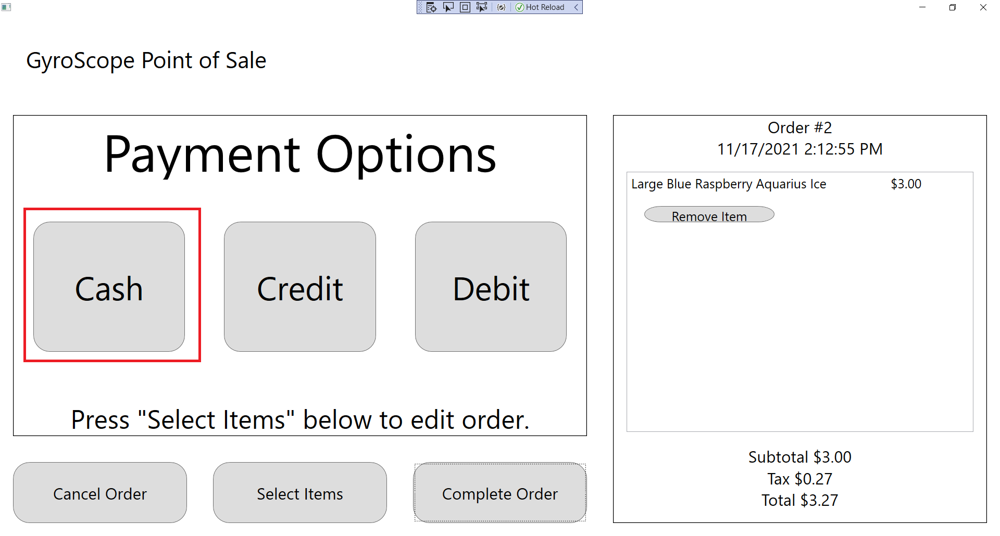 Hot Reload
GyroScope Point of Sale
Payment Options
Cash
Credit
Debit
Press "Select Items" below to edit order.
Cancel Order
Select Items
Complete Order
Order #2
11/17/2021 2:12:55 PM
Large Blue Raspberry Aquarius Ice $3.00
Remove Item
Subtotal $3.00
Tax $0.27
Total $3.27